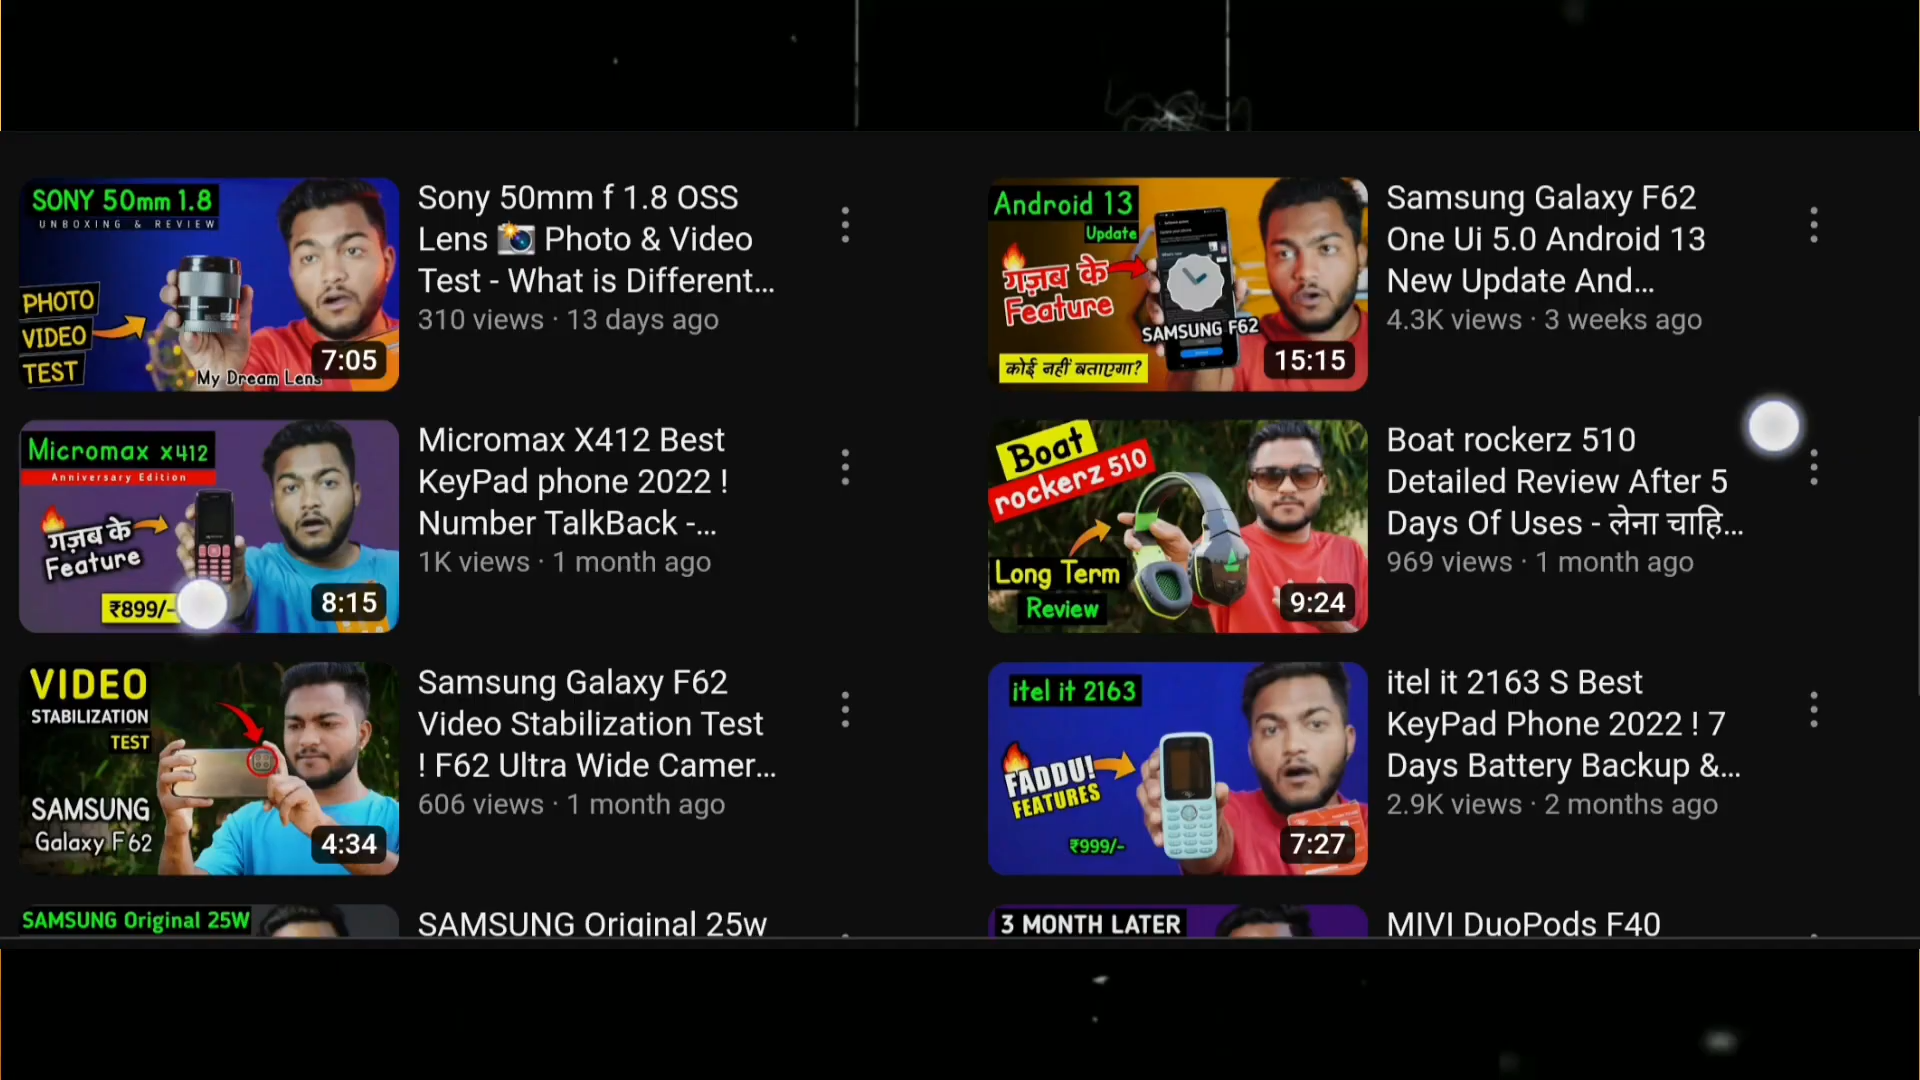 SONY 50mm 1.8
UNBOXING & REVIEW
PHOTO
VIDEO
TEST
My Dream Lens
7:05
Sony 50mm f 1.8 OSS
Lens 📸 Photo & Video
Test - What is Different...
310 views · 13 days ago
Android 13
Update
गज़ब के
Feature
SAMSUNG F62
कोई नहीं बताएगा?
15:15
Samsung Galaxy F62
One Ui 5.0 Android 13
New Update And...
4.3K views · 3 weeks ago
Micromax x412
Anniversary Edition
गज़ब के
Feature
₹899/-
8:15
Micromax X412 Best
KeyPad phone 2022 !
Number TalkBack -...
1K views · 1 month ago
Boat
rockerz 510
Long Term
Review
9:24
Boat rockerz 510
Detailed Review After 5
Days Of Uses - लेना चाहि...
969 views · 1 month ago
VIDEO
STABILIZATION
TEST
SAMSUNG
Galaxy F62
4:34
Samsung Galaxy F62
Video Stabilization Test
! F62 Ultra Wide Camer...
606 views · 1 month ago
itel it 2163
FADDU!
FEATURES
₹999/-
7:27
itel it 2163 S Best
KeyPad Phone 2022 ! 7
Days Battery Backup &...
2.9K views · 2 months ago
SAMSUNG Original 25W
SAMSUNG Original 25w
3 MONTH LATER
MIVI DuoPods F40